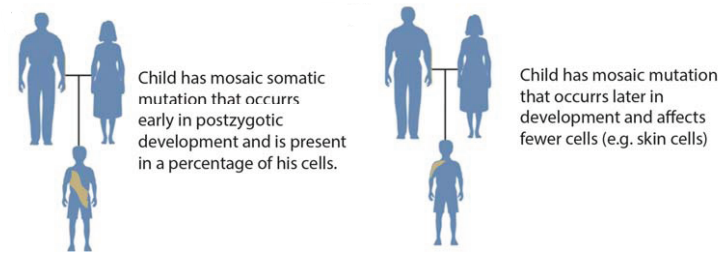 Child has mosaic somatic
mutation that occurrs
early in postzygotic
development and is present
in a percentage of his cells.
Child has mosaic mutation
that occurrs later in
development and affects
fewer cells (e.g. skin cells)